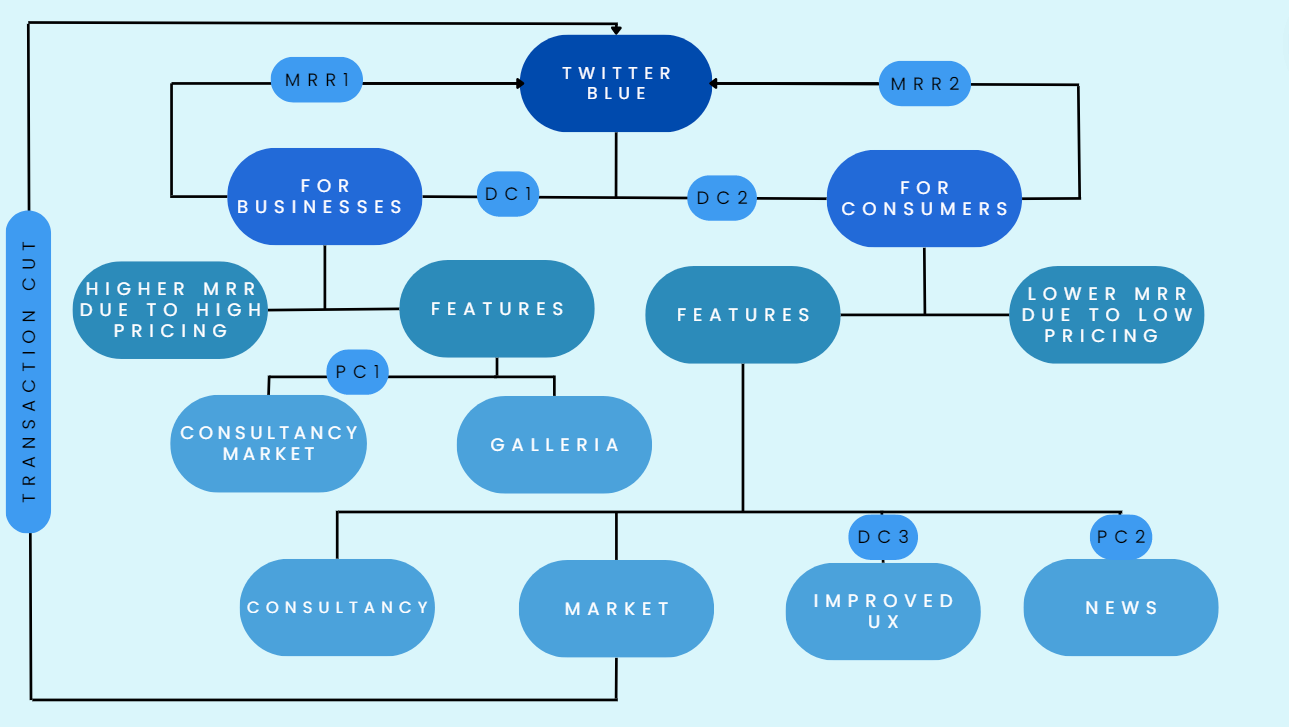 TWITTER
BLUE
MRR1
MRR2
FOR
BUSINESSES
DC1
DC2
FOR
CONSUMERS
TRANSACTION CUT
HIGHER MRR
DUE TO HIGH
PRICING
FEATURES
FEATURES
LOWER MRR
DUE TO LOW
PRICING
PC1
CONSULTANCY
MARKET
GALLERIA
DC3
PC2
CONSULTANCY
MARKET
IMPROVED
UX
NEWS